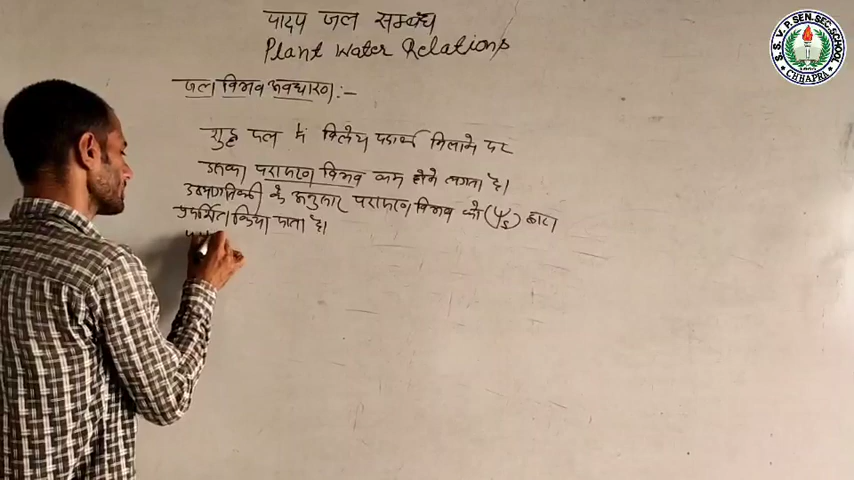 पादप जल सम्बंध
Plant Water Relations
जल विभव अवधारणा :-
शुद्ध जल में विलेय पदार्थ मिलाने पर
उसका परासरण विभव कम होने लगता है।
उष्मागतिकी के अनुसार परासरण विभव को (Ψs) द्वारा
प्रदर्शित किया जाता है।
S.S.V.P. SEN. SEC. SCHOOL
CHHAPRA